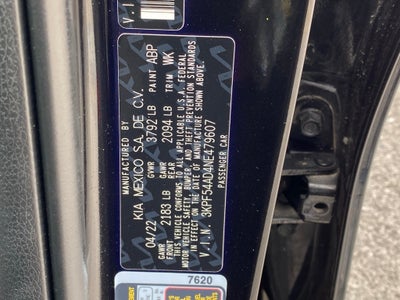 MANUFACTURED BY
KIA MEXICO S.A. DE C.V.
04/22 GVWR 3792 LB PAINT ABP
GAWR FRONT 2183 LB GAWR REAR 2094 LB TRIM WK
THIS VEHICLE CONFORMS TO ALL APPLICABLE U.S.A. FEDERAL
MOTOR VEHICLE SAFETY, BUMPER, AND THEFT PREVENTION STANDARDS
IN EFFECT ON THE DATE OF MANUFACTURE SHOWN ABOVE.
V.I.N. 3KPF54AD4NE479607
PASSENGER CAR
V.I.
7620